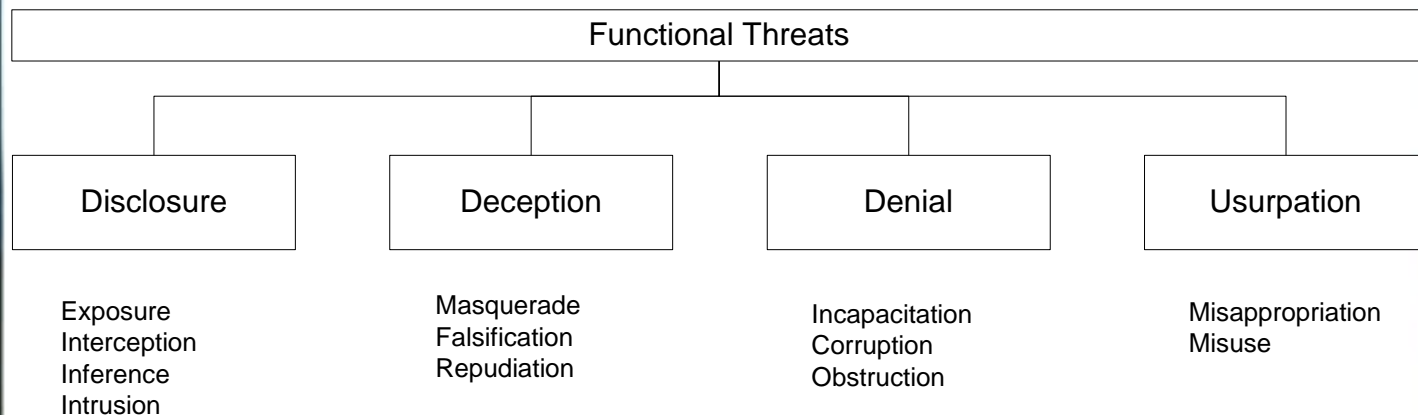 Functional Threats
Disclosure
Deception
Denial
Usurpation
Exposure
Interception
Inference
Intrusion
Masquerade
Falsification
Repudiation
Incapacitation
Corruption
Obstruction
Misappropriation
Misuse